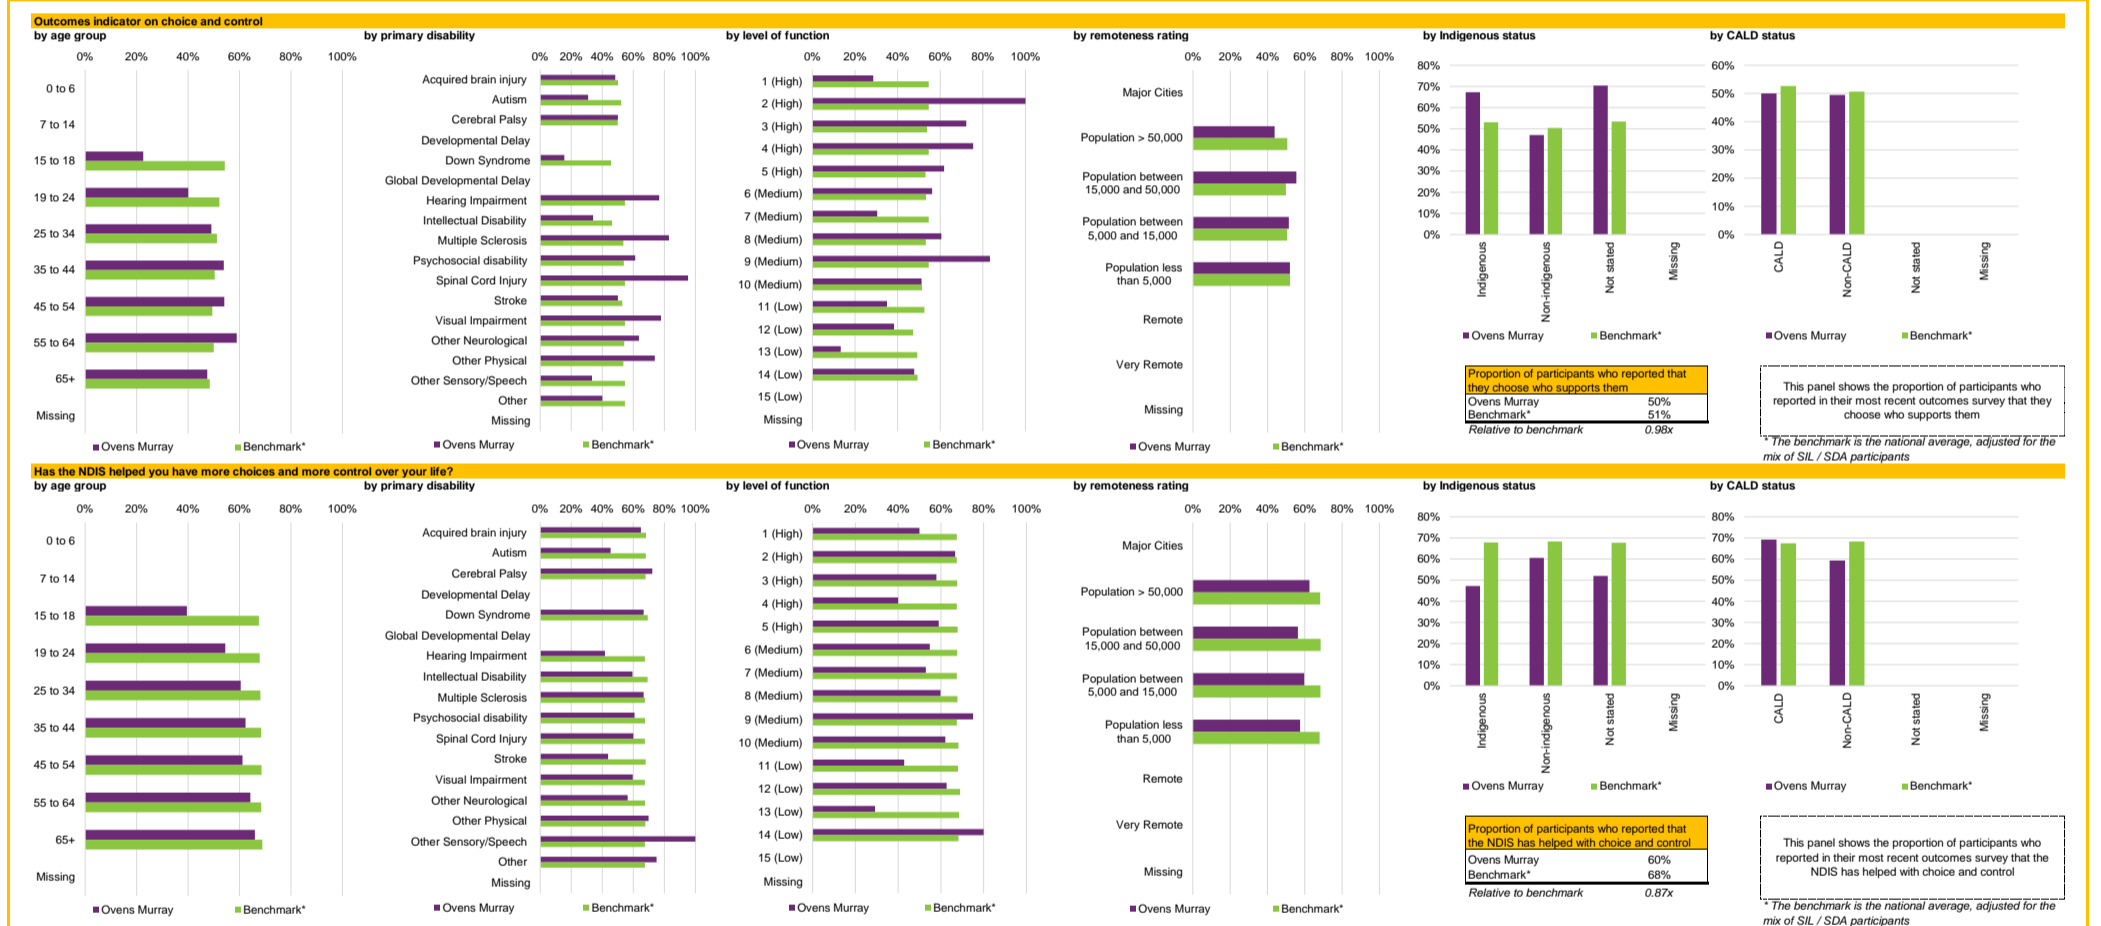 Outcomes indicator on choice and control
by age group
0% 20% 40% 60% 80% 100%
0 to 6
7 to 14
15 to 18
19 to 24
25 to 34
35 to 44
45 to 54
55 to 64
65+
Missing
Ovens Murray Benchmark*
by primary disability
0% 20% 40% 60% 80% 100%
Acquired brain injury
Autism
Cerebral Palsy
Developmental Delay
Down Syndrome
Global Developmental Delay
Hearing Impairment
Intellectual Disability
Multiple Sclerosis
Psychosocial disability
Spinal Cord Injury
Stroke
Visual Impairment
Other Neurological
Other Physical
Other Sensory/Speech
Other
Missing
Ovens Murray Benchmark*
by level of function
0% 20% 40% 60% 80% 100%
1 (High)
2 (High)
3 (High)
4 (High)
5 (High)
6 (Medium)
7 (Medium)
8 (Medium)
9 (Medium)
10 (Medium)
11 (Low)
12 (Low)
13 (Low)
14 (Low)
15 (Low)
Missing
Ovens Murray Benchmark*
by remoteness rating
0% 20% 40% 60% 80% 100%
Major Cities
Population > 50,000
Population between
15,000 and 50,000
Population between
5,000 and 15,000
Population less
than 5,000
Remote
Very Remote
Missing
Ovens Murray Benchmark*
by Indigenous status
80%
70%
60%
50%
40%
30%
20%
10%
0%
Indigenous
Non-indigenous
Not stated
Missing
Ovens Murray Benchmark*
by CALD status
60%
50%
40%
30%
20%
10%
0%
CALD
Non-CALD
Not stated
Missing
Ovens Murray Benchmark*
Proportion of participants who reported that
they choose who supports them
Ovens Murray 50%
Benchmark* 51%
Relative to benchmark 0.98x
This panel shows the proportion of participants who
reported in their most recent outcomes survey that they
choose who supports them
* The benchmark is the national average, adjusted for the
mix of SIL / SDA participants
Has the NDIS helped you have more choices and more control over your life?
by age group
0% 20% 40% 60% 80% 100%
0 to 6
7 to 14
15 to 18
19 to 24
25 to 34
35 to 44
45 to 54
55 to 64
65+
Missing
Ovens Murray Benchmark*
by primary disability
0% 20% 40% 60% 80% 100%
Acquired brain injury
Autism
Cerebral Palsy
Developmental Delay
Down Syndrome
Global Developmental Delay
Hearing Impairment
Intellectual Disability
Multiple Sclerosis
Psychosocial disability
Spinal Cord Injury
Stroke
Visual Impairment
Other Neurological
Other Physical
Other Sensory/Speech
Other
Missing
Ovens Murray Benchmark*
by level of function
0% 20% 40% 60% 80% 100%
1 (High)
2 (High)
3 (High)
4 (High)
5 (High)
6 (Medium)
7 (Medium)
8 (Medium)
9 (Medium)
10 (Medium)
11 (Low)
12 (Low)
13 (Low)
14 (Low)
15 (Low)
Missing
Ovens Murray Benchmark*
by remoteness rating
0% 20% 40% 60% 80% 100%
Major Cities
Population > 50,000
Population between
15,000 and 50,000
Population between
5,000 and 15,000
Population less
than 5,000
Remote
Very Remote
Missing
Ovens Murray Benchmark*
by Indigenous status
80%
70%
60%
50%
40%
30%
20%
10%
0%
Indigenous
Non-indigenous
Not stated
Missing
Ovens Murray Benchmark*
by CALD status
80%
70%
60%
50%
40%
30%
20%
10%
0%
CALD
Non-CALD
Not stated
Missing
Ovens Murray Benchmark*
Proportion of participants who reported that
the NDIS has helped with choice and control
Ovens Murray 60%
Benchmark* 68%
Relative to benchmark 0.87x
This panel shows the proportion of participants who
reported in their most recent outcomes survey that the
NDIS has helped with choice and control
* The benchmark is the national average, adjusted for the
mix of SIL / SDA participants